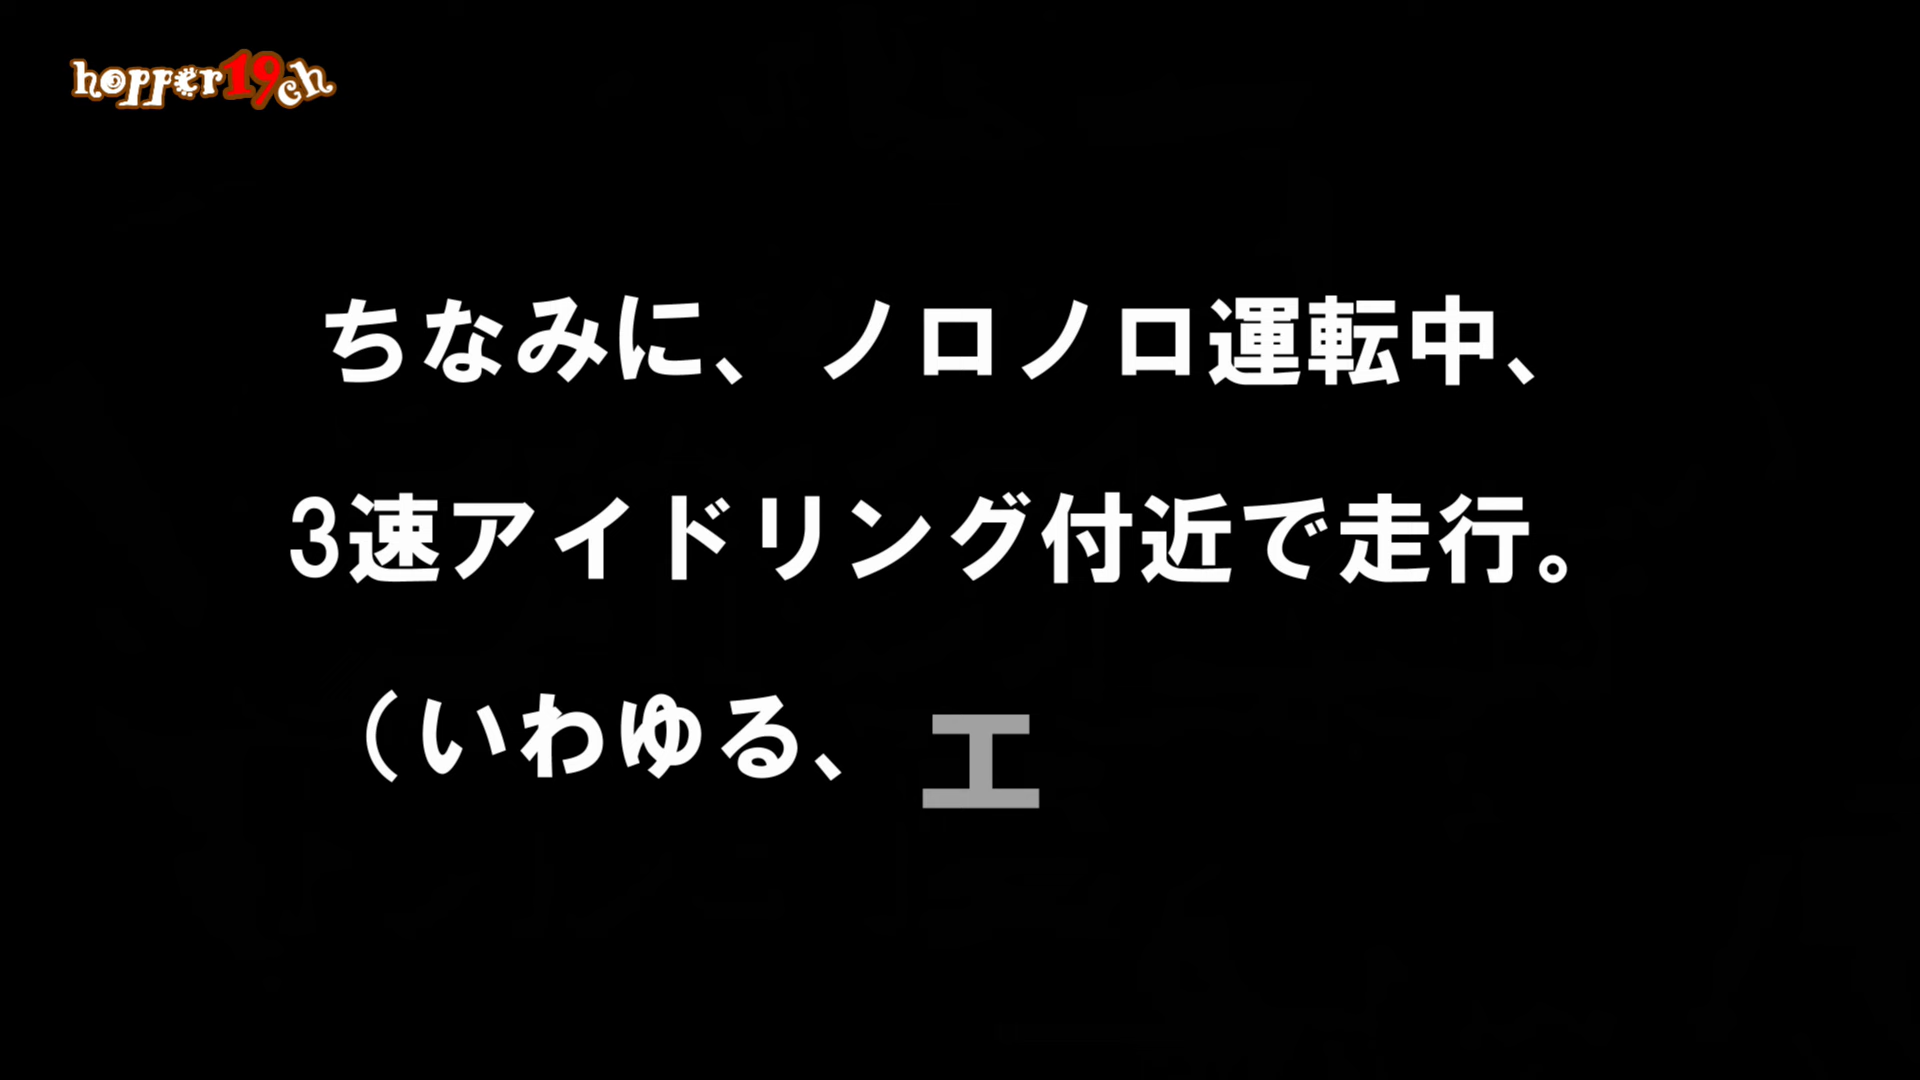 hopper19ch
ちなみに、ノロノロ運転中、
3速アイドリング付近で走行。
(いわゆる、エ